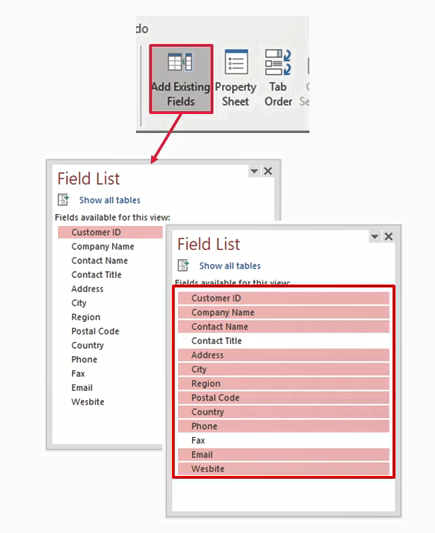 do
Add Existing Fields
Property Sheet
Tab Order
Field List
Show all tables
Fields available for this view:
Customer ID
Company Name
Contact Name
Contact Title
Address
City
Region
Postal Code
Country
Phone
Fax
Email
Wesbite
Field List
Show all tables
Fields available for this view:
Customer ID
Company Name
Contact Name
Contact Title
Address
City
Region
Postal Code
Country
Phone
Fax
Email
Wesbite